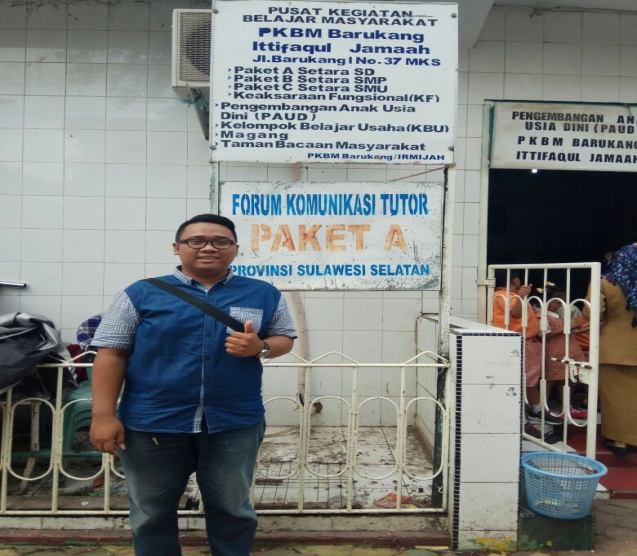 PUSAT KEGIATAN
BELAJAR MASYARAKAT
PKBM Barukang
Ittifaqul Jamaah
Jl.Barukang I No.37 MKS
Paket A Setara SD
Paket B Setara SMP
Paket C Setara SMU
Keaksaraan Fungsional(KF)
Pengembangan Anak Usia
Dini (PAUD)
Kelompok Belajar Usaha(KBU)
Magang
Taman Bacaan Masyarakat
PKBM Barukang/IRMIJAH
FORUM KOMUNIKASI TUTOR
PAKET A
PROVINSI SULAWESI SELATAN
PENGEMBANGAN
USIA DINI (PAUD
PKBM BARUKANG
ITTIFAQUL JAMAAH